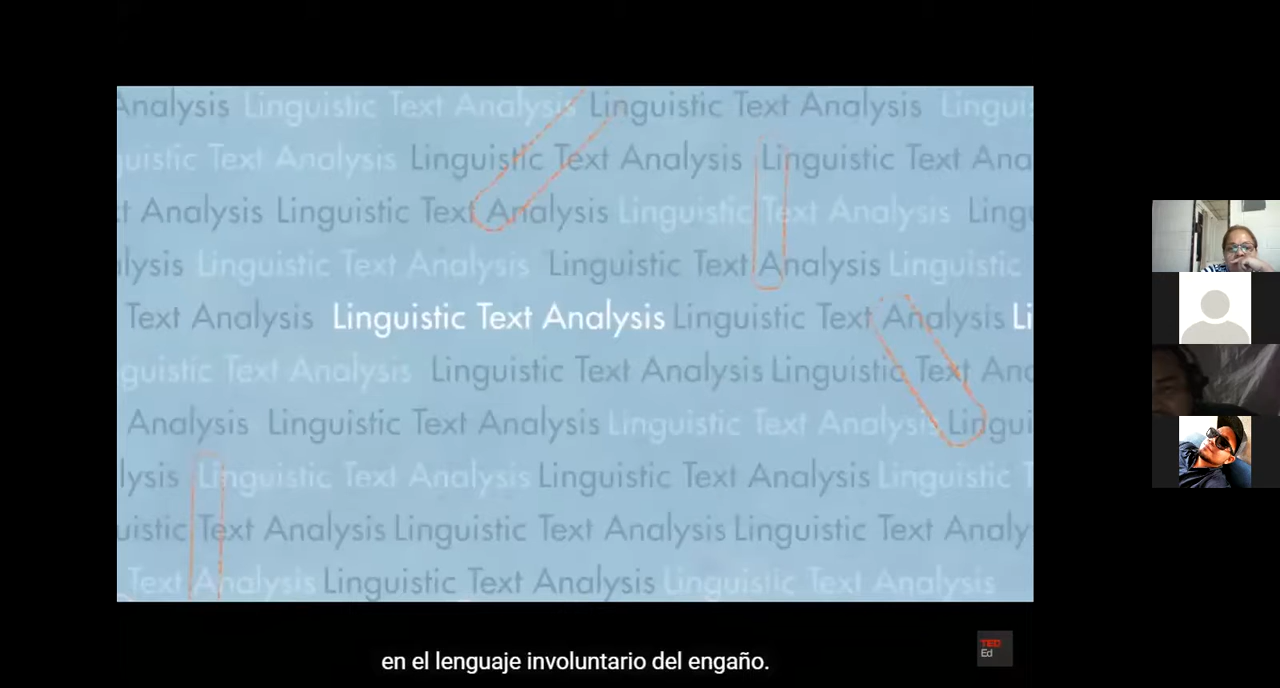 Analysis Linguistic Text Analysis Linguistic Text Analysis Lingui
guistic Text Analysis Linguistic Text Analysis Linguistic Text Ana
t Analysis Linguistic Text Analysis Linguistic Text Analysis Ling
lysis Linguistic Text Analysis Linguistic Text Analysis Linguistic
Text Analysis Linguistic Text Analysis Linguistic Text Analysis Li
guistic Text Analysis Linguistic Text Analysis Linguistic Text Ana
Analysis Linguistic Text Analysis Linguistic Text Analysis Lingui
lysis Linguistic Text Analysis Linguistic Text Analysis Linguistic T
uistic Text Analysis Linguistic Text Analysis Linguistic Text Analy
Text Analysis Linguistic Text Analysis Linguistic Text Analysis
TED
Ed
en el lenguaje involuntario del engaño.